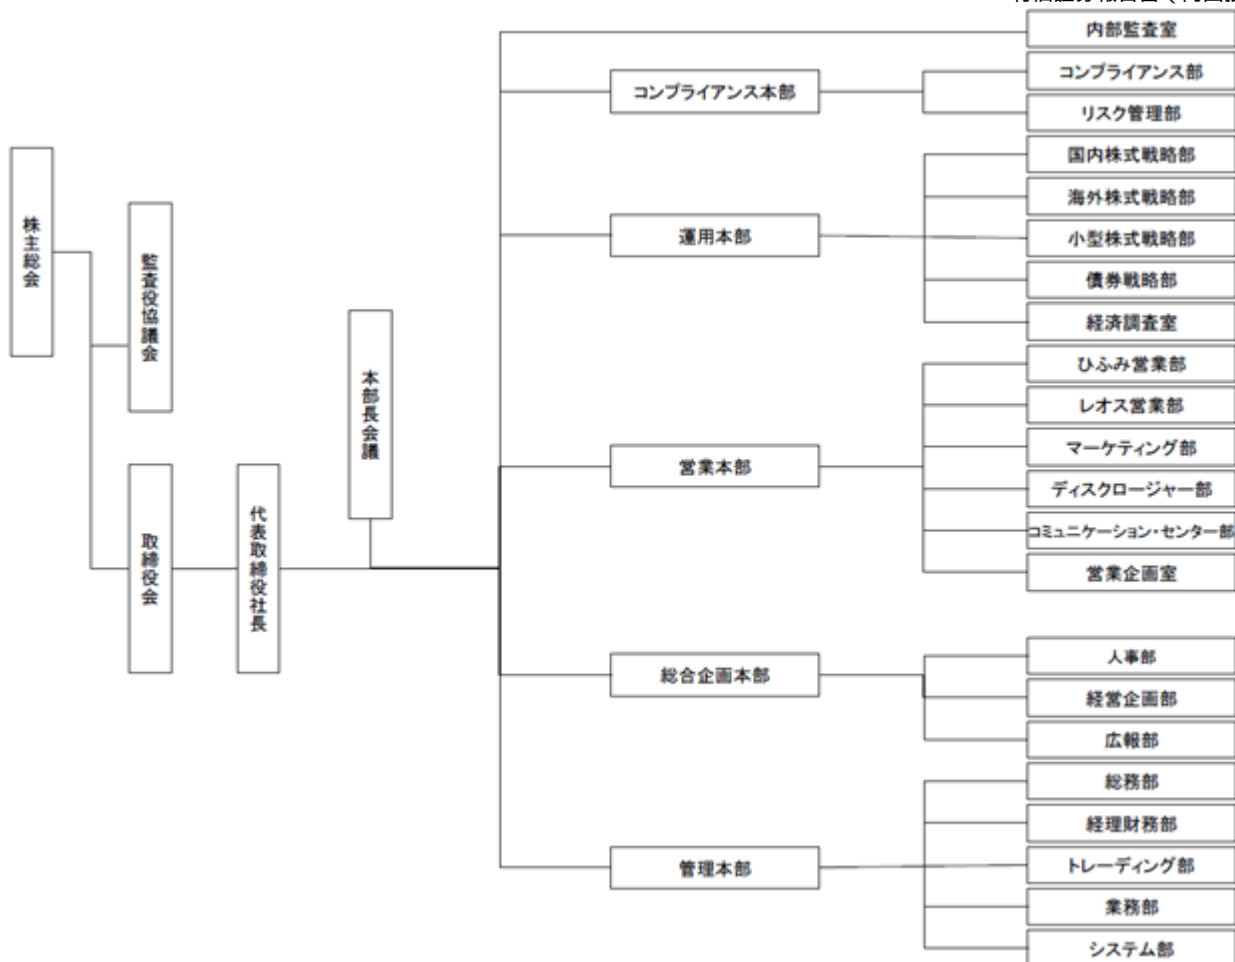 株主総会
監査役協議会
取締役会
代表取締役社長
本部長会議
内部監査室
コンプライアンス本部
コンプライアンス部
リスク管理部
運用本部
国内株式戦略部
海外株式戦略部
小型株式戦略部
債券戦略部
経済調査室
営業本部
ひふみ営業部
レオス営業部
マーケティング部
ディスクロージャー部
コミュニケーション・センター部
営業企画室
総合企画本部
人事部
経営企画部
広報部
管理本部
総務部
経理財務部
トレーディング部
業務部
システム部